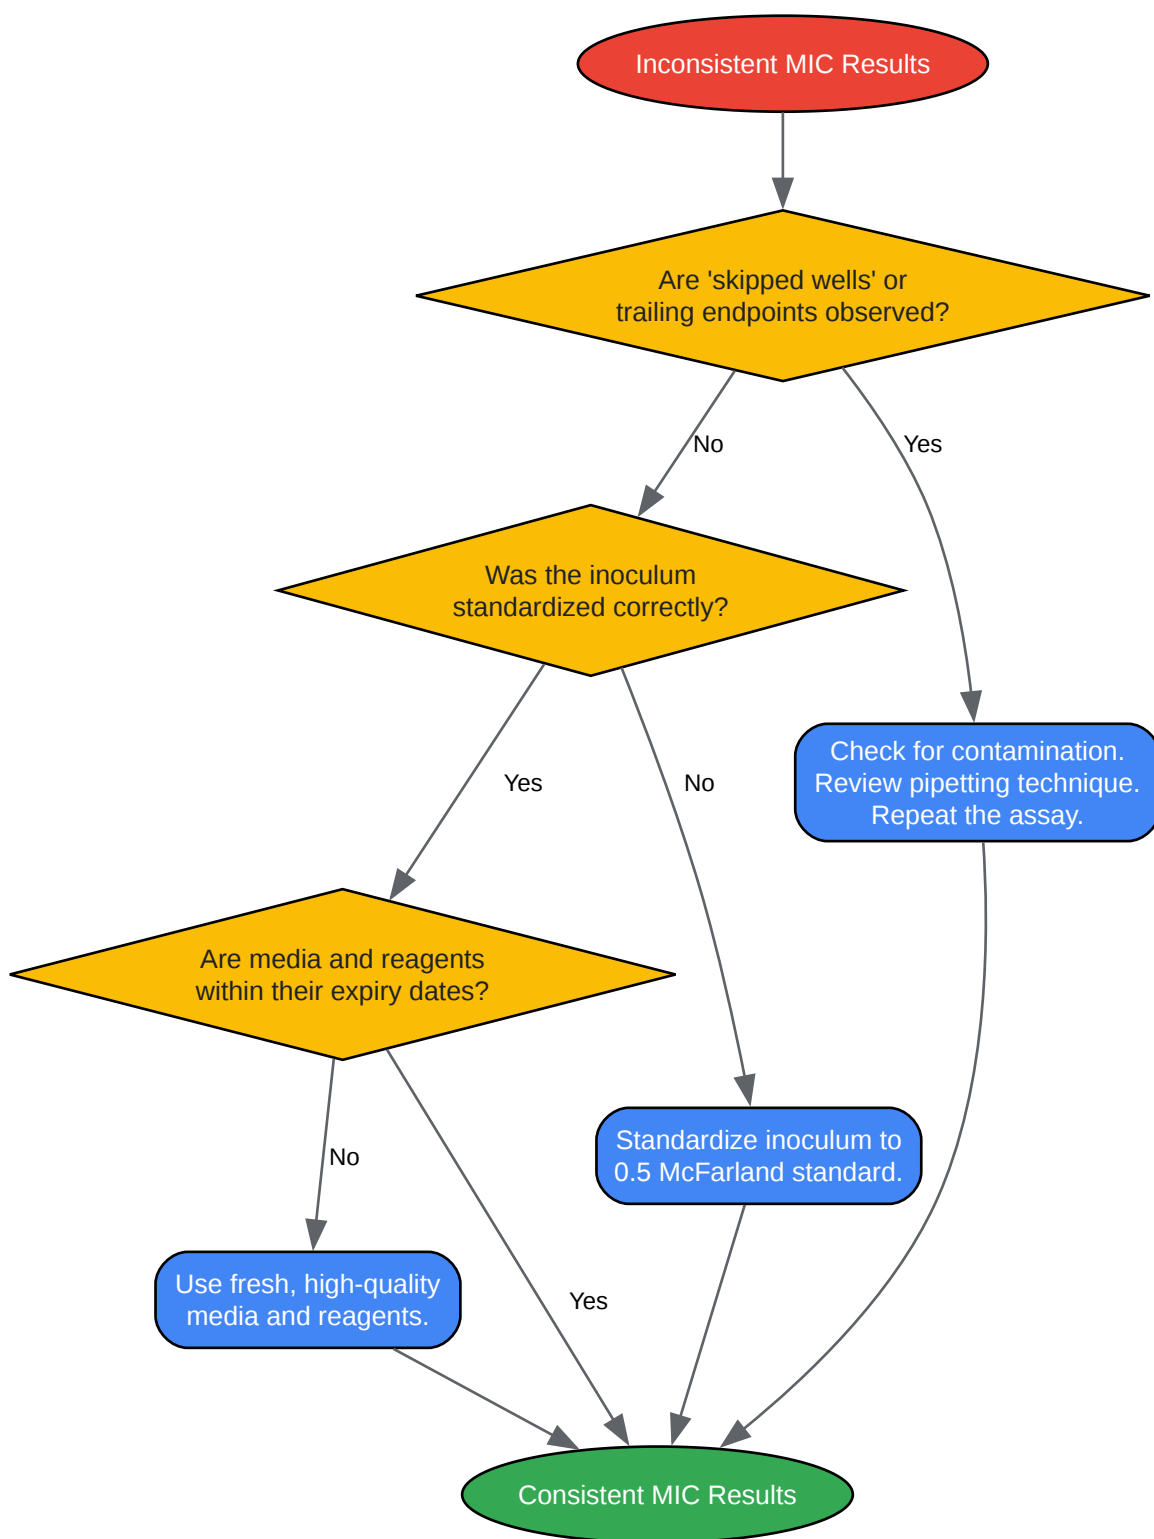 Inconsistent MIC Results
Are 'skipped wells' or
trailing endpoints observed?
No
Yes
Was the inoculum
standardized correctly?
Yes
No
Check for contamination.
Review pipetting technique.
Repeat the assay.
Are media and reagents
within their expiry dates?
No
Standardize inoculum to
0.5 McFarland standard.
Use fresh, high-quality
media and reagents.
Yes
Consistent MIC Results